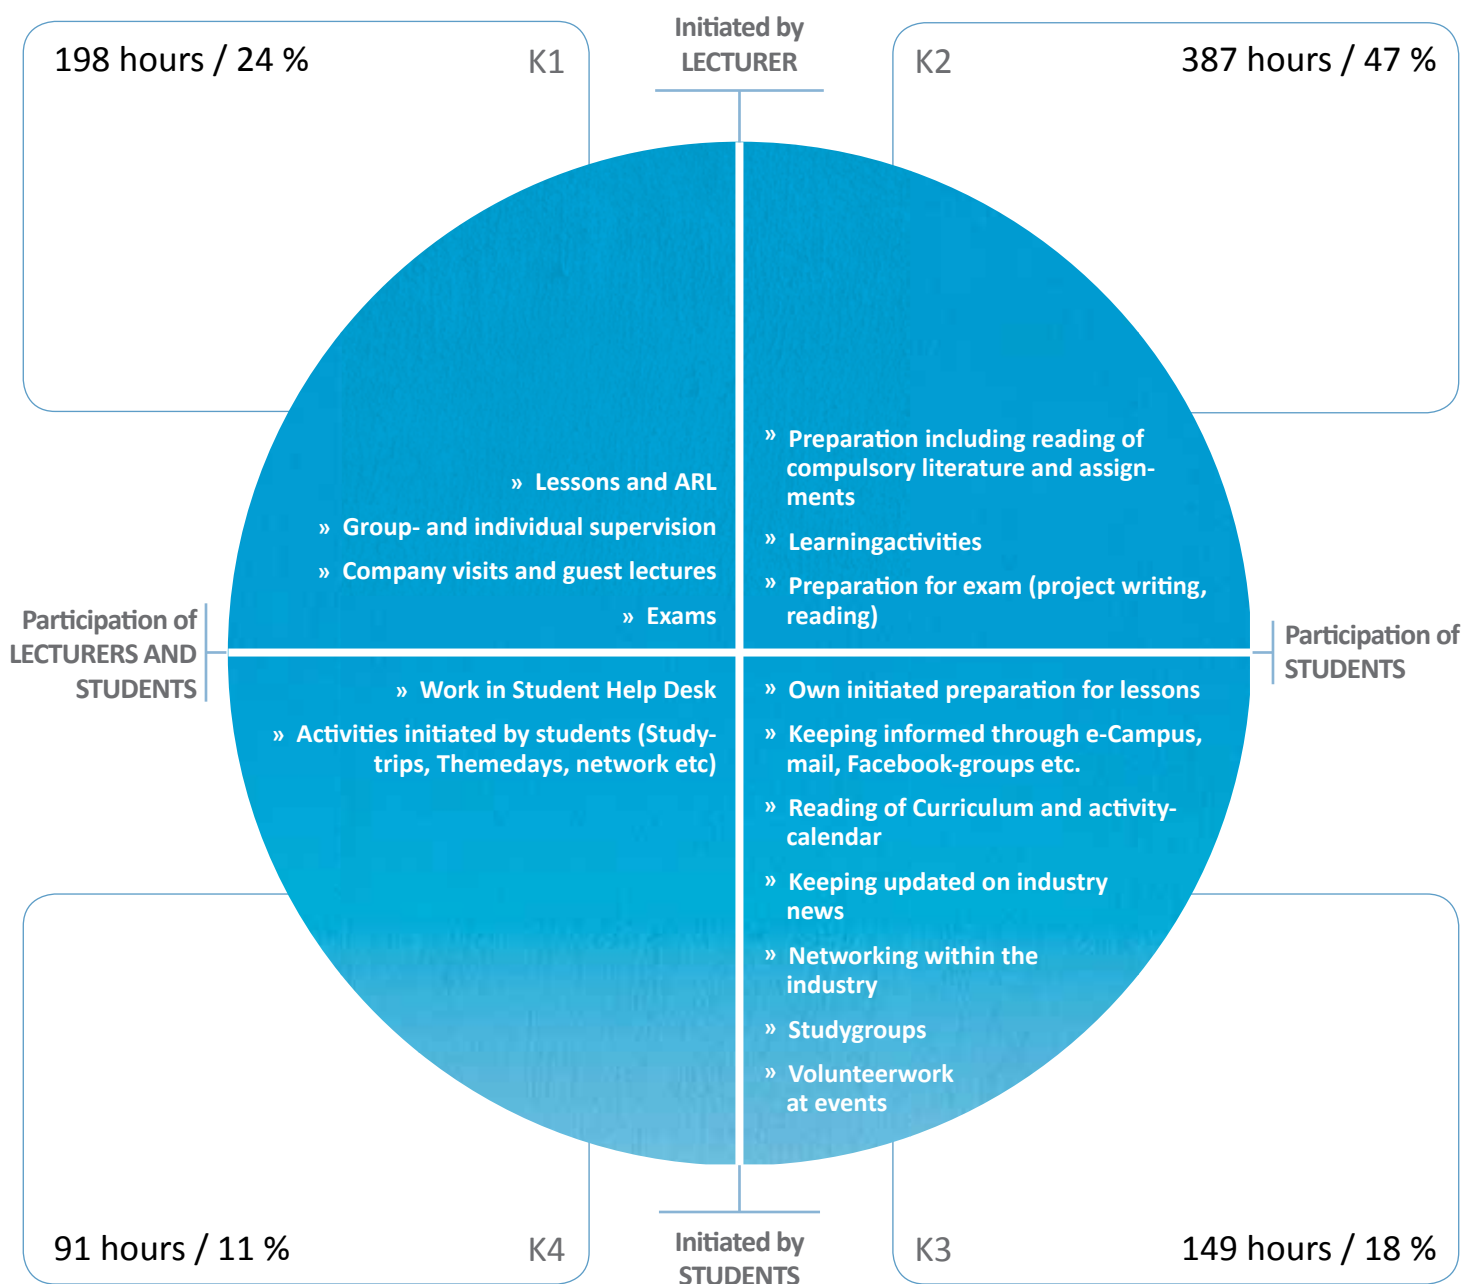 198 hours / 24 %
K1
Initiated by
LECTURER
K2
387 hours / 47 %
» Lessons and ARL
» Group- and individual supervision
» Company visits and guest lectures
» Exams
» Preparation including reading of
compulsory literature and assign-
ments
» Learningactivities
» Preparation for exam (project writing,
reading)
Participation of
LECTURERS AND
STUDENTS
Participation of
STUDENTS
» Work in Student Help Desk
» Activities initiated by students (Study-
trips, Themedays, network etc)
» Own initiated preparation for lessons
» Keeping informed through e-Campus,
mail, Facebook-groups etc.
» Reading of Curriculum and activity-
calendar
» Keeping updated on industry
news
» Networking within the
industry
» Studygroups
» Volunteerwork
at events
91 hours / 11 %
K4
Initiated by
STUDENTS
K3
149 hours / 18 %